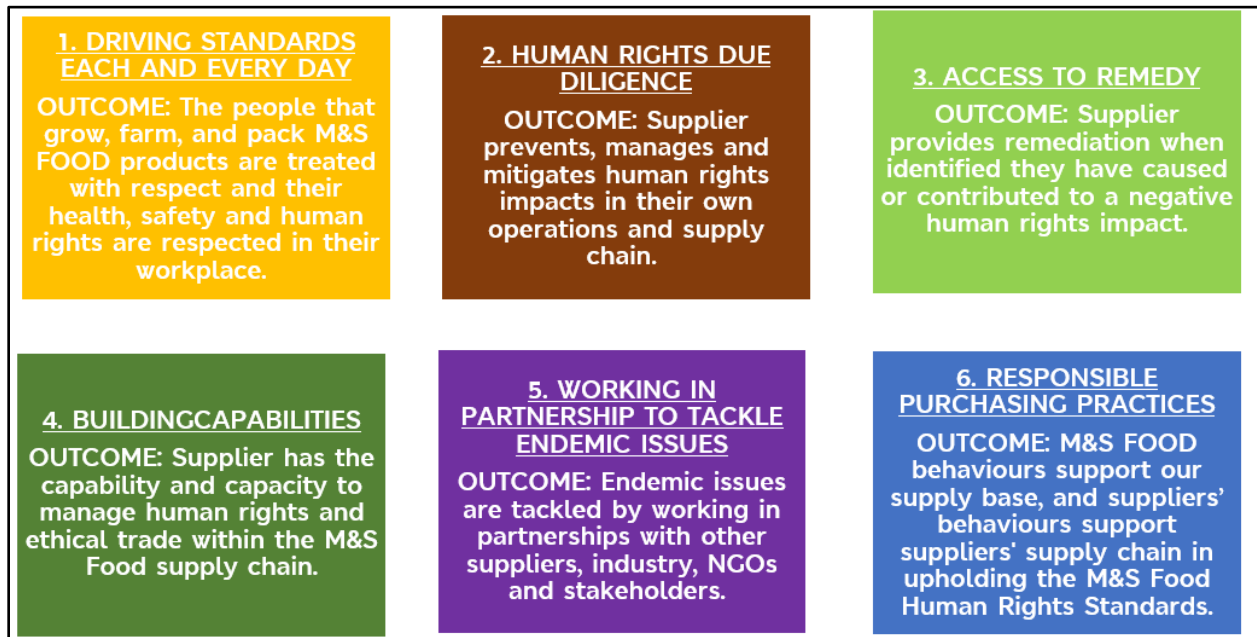 1. DRIVING STANDARDS
EACH AND EVERY DAY
OUTCOME: The people that
grow, farm, and pack M&S
FOOD products are treated
with respect and their
health, safety and human
rights are respected in their
workplace.
2. HUMAN RIGHTS DUE
DILIGENCE
OUTCOME: Supplier
prevents, manages and
mitigates human rights
impacts in their own
operations and supply
chain.
3. ACCESS TO REMEDY
OUTCOME: Supplier
provides remediation when
identified they have caused
or contributed to a negative
human rights impact.
4. BUILDINGCAPABILITIES
OUTCOME: Supplier has the
capability and capacity to
manage human rights and
ethical trade within the M&S
Food supply chain.
5. WORKING IN
PARTNERSHIP TO TACKLE
ENDEMIC ISSUES
OUTCOME: Endemic issues
are tackled by working in
partnerships with other
suppliers, industry, NGOs
and stakeholders.
6. RESPONSIBLE
PURCHASING PRACTICES
OUTCOME: M&S FOOD
behaviours support our
supply base, and suppliers’
behaviours support
suppliers' supply chain in
upholding the M&S Food
Human Rights Standards.